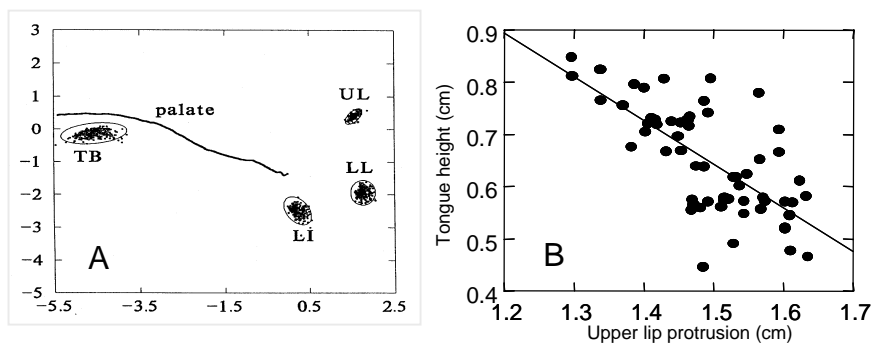 3
2
1
0
−1
−2
−3
−4
−5
−5.5 −3.5 −1.5 0.5 2.5
palate
UL
TB
LL
LI
A
Tongue height (cm)
0.9
0.8
0.7
0.6
0.5
0.4
B
1.2 1.3 1.4 1.5 1.6 1.7
Upper lip protrusion (cm)